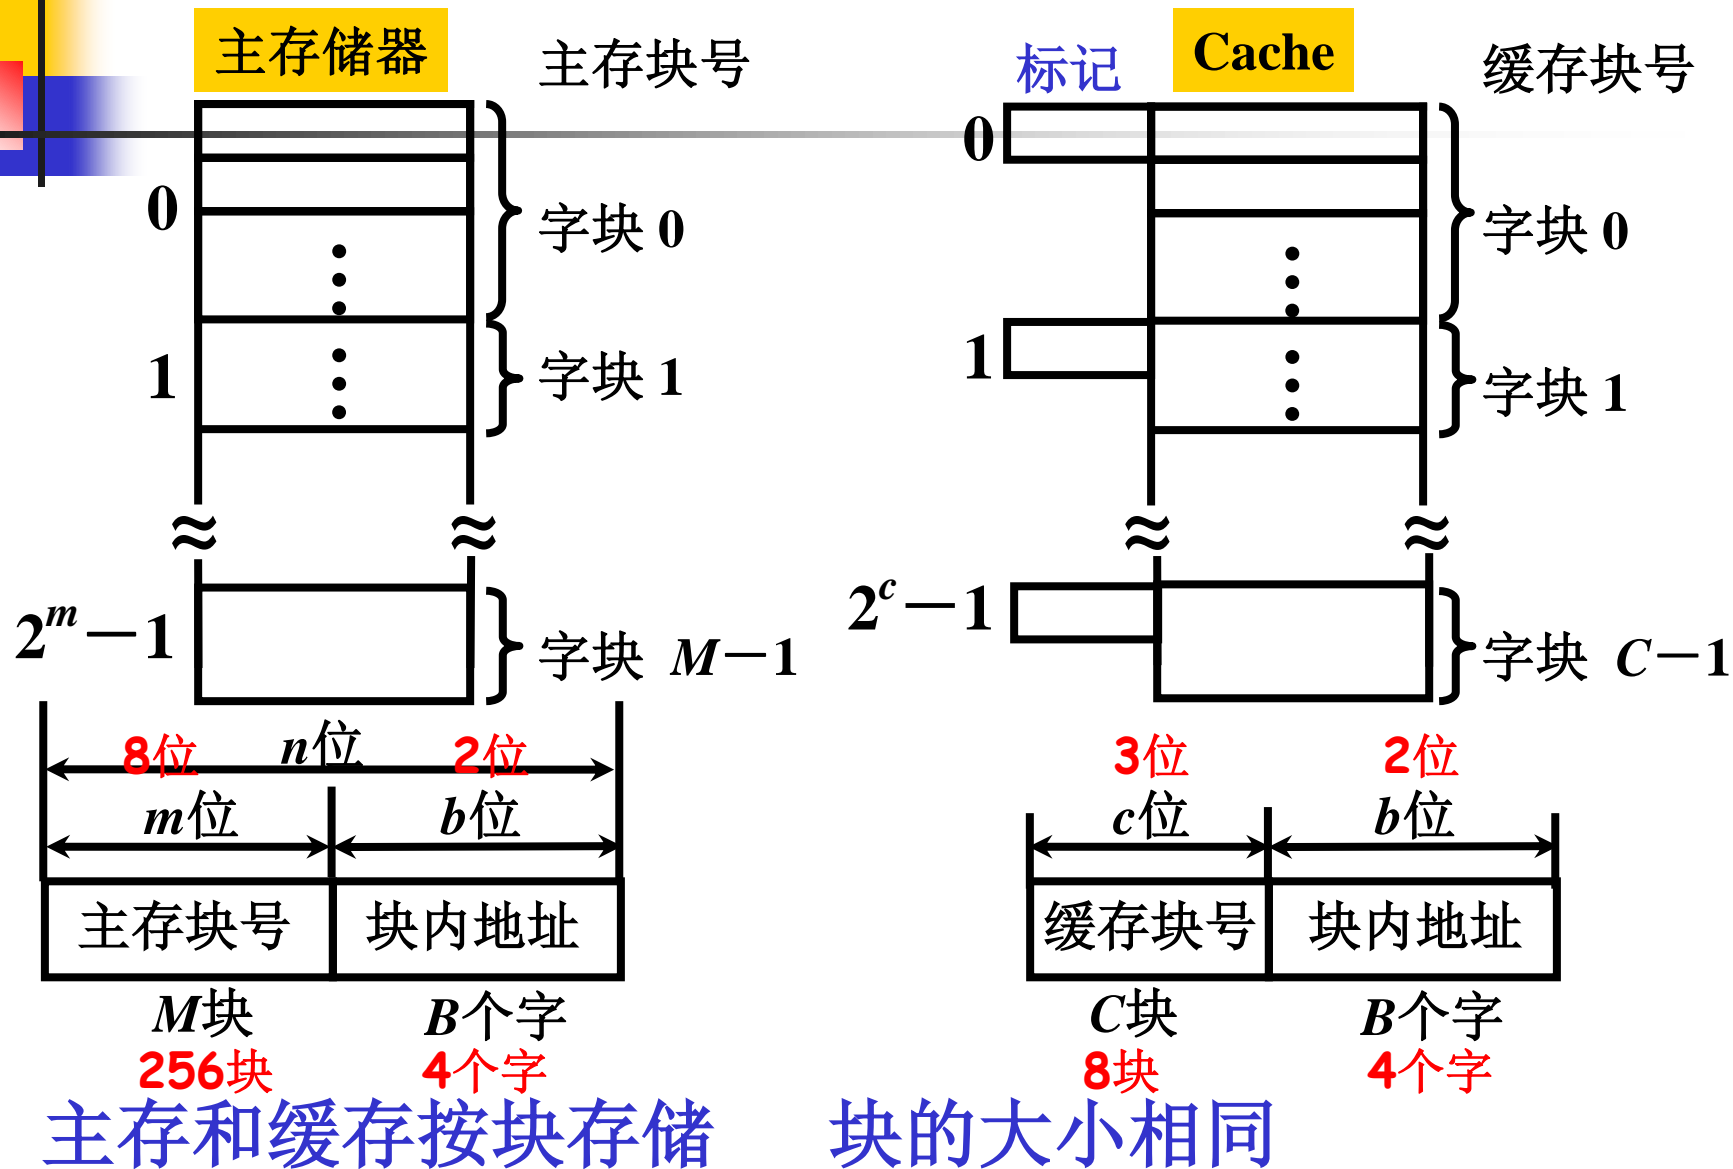 主存储器 主存块号 标记 Cache 缓存块号
0 字块 0 0 字块 0
1 字块 1 1 字块 1
≈ ≈ ≈ ≈
2^m－1 字块 M－1 2^c－1 字块 C－1
8位 n位 2位 3位 2位
m位 b位 c位 b位
主存块号 块内地址 缓存块号 块内地址
M块 B个字 C块 B个字
256块 4个字 8块 4个字
主存和缓存按块存储 块的大小相同